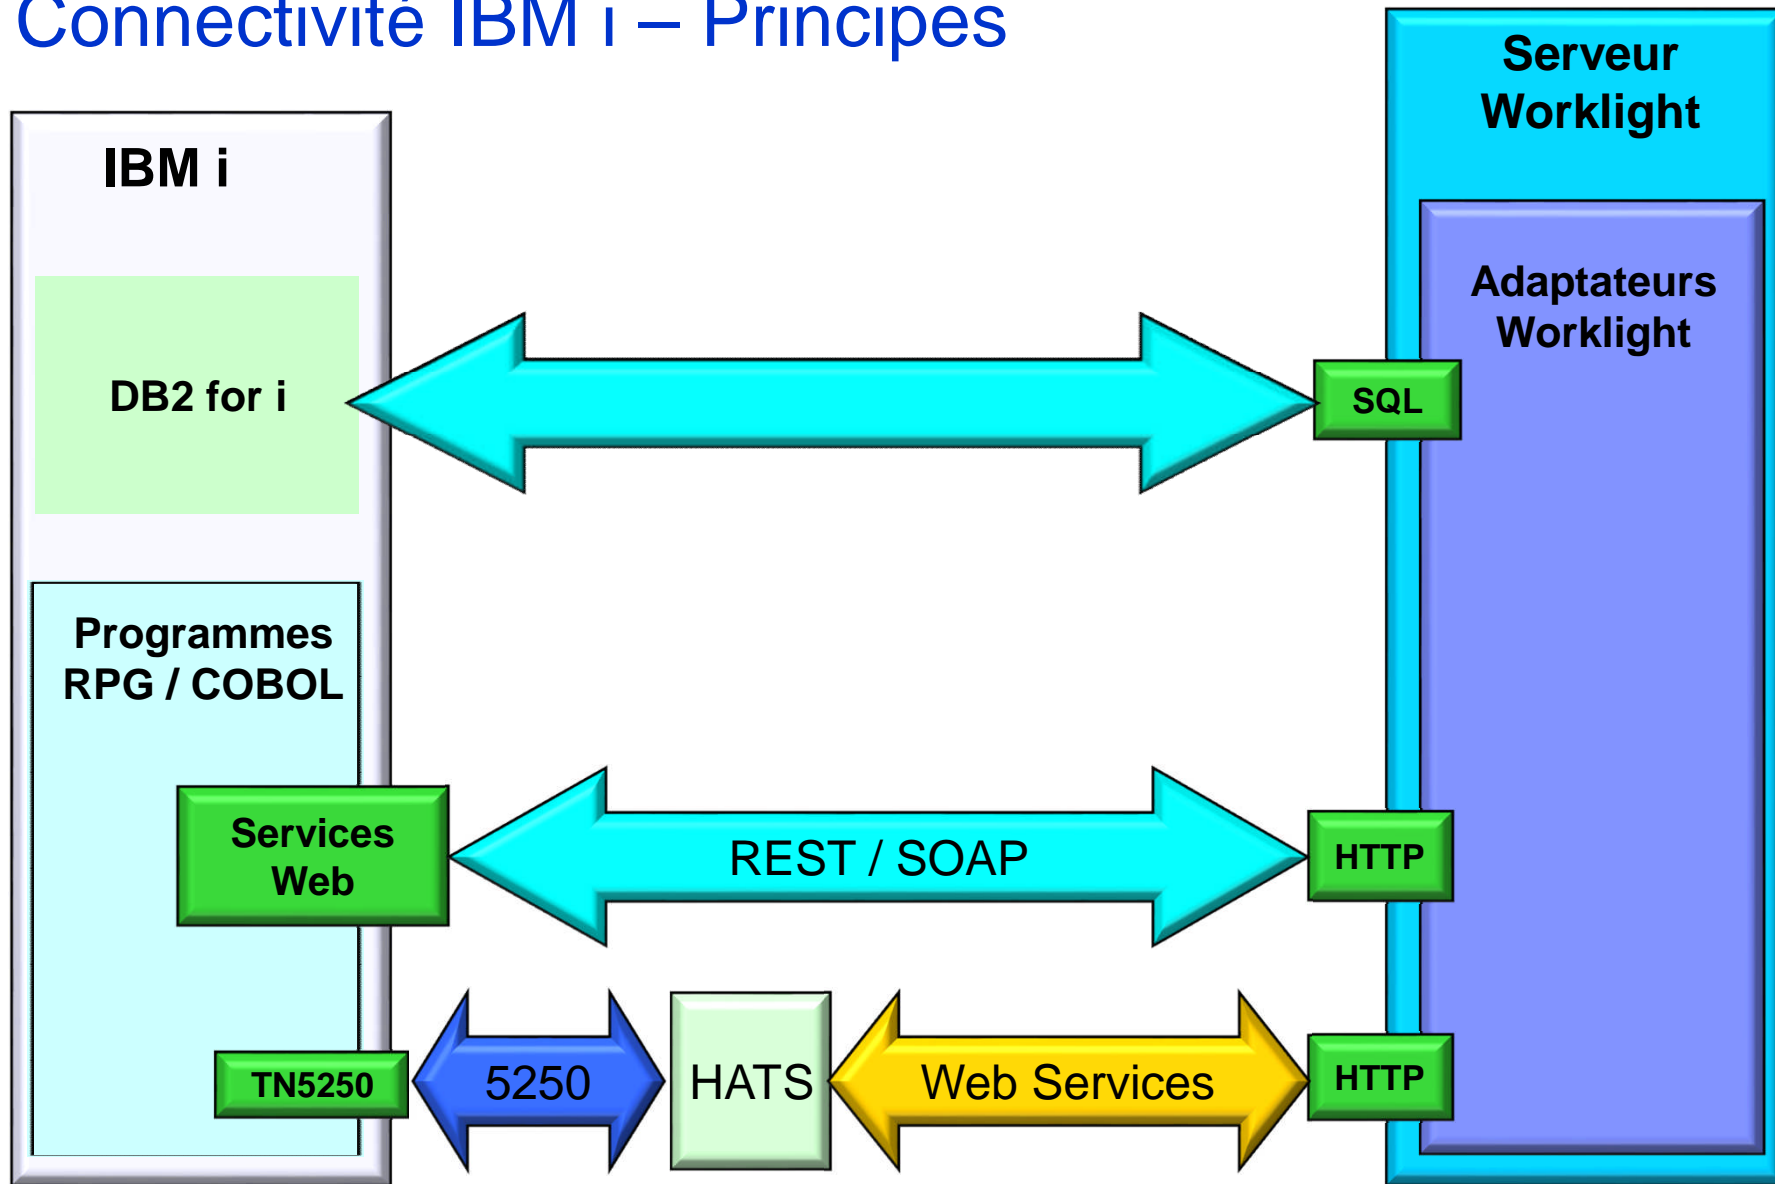 Connectivité IBM i – Principes
Serveur
Worklight
IBM i
Adaptateurs
Worklight
DB2 for i
SQL
Programmes
RPG / COBOL
Services
Web
REST / SOAP
HTTP
TN5250
5250
HATS
Web Services
HTTP